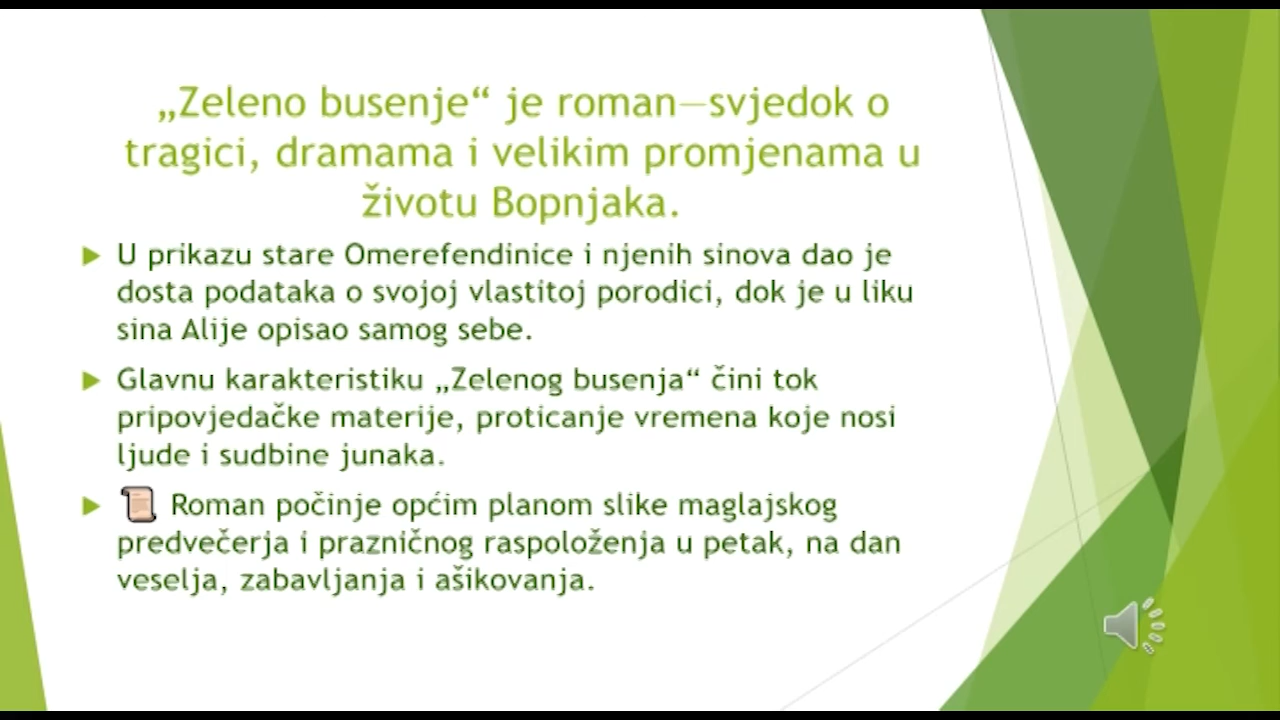 „Zeleno busenje“ je roman—svjedok o
tragici, dramama i velikim promjenama u
životu Bopnjaka.
U prikazu stare Omerefendinice i njenih sinova dao je
dosta podataka o svojoj vlastitoj porodici, dok je u liku
sina Alije opisao samog sebe.
Glavnu karakteristiku „Zelenog busenja“ čini tok
pripovjedačke materije, proticanje vremena koje nosi
ljude i sudbine junaka.
Roman počinje općim planom slike maglajskog
predvečerja i prazničnog raspoloženja u petak, na dan
veselja, zabavljanja i ašikovanja.